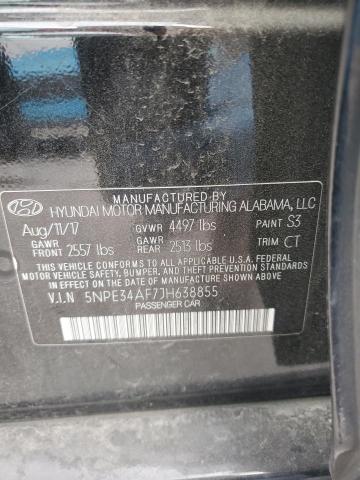 MANUFACTURED BY
HYUNDAI MOTOR MANUFACTURING ALABAMA, LLC
Aug/11/17 GVWR 4497 lbs PAINT S3
GAWR FRONT 2557 lbs GAWR REAR 2513 lbs TRIM CT
THIS VEHICLE CONFORMS TO ALL APPLICABLE U.S.A. FEDERAL
MOTOR VEHICLE SAFETY, BUMPER, AND THEFT PREVENTION
STANDARDS IN EFFECT ON THE DATE OF MANUFACTURE
SHOWN ABOVE.
V.I.N 5NPE34AF7JH638855
PASSENGER CAR